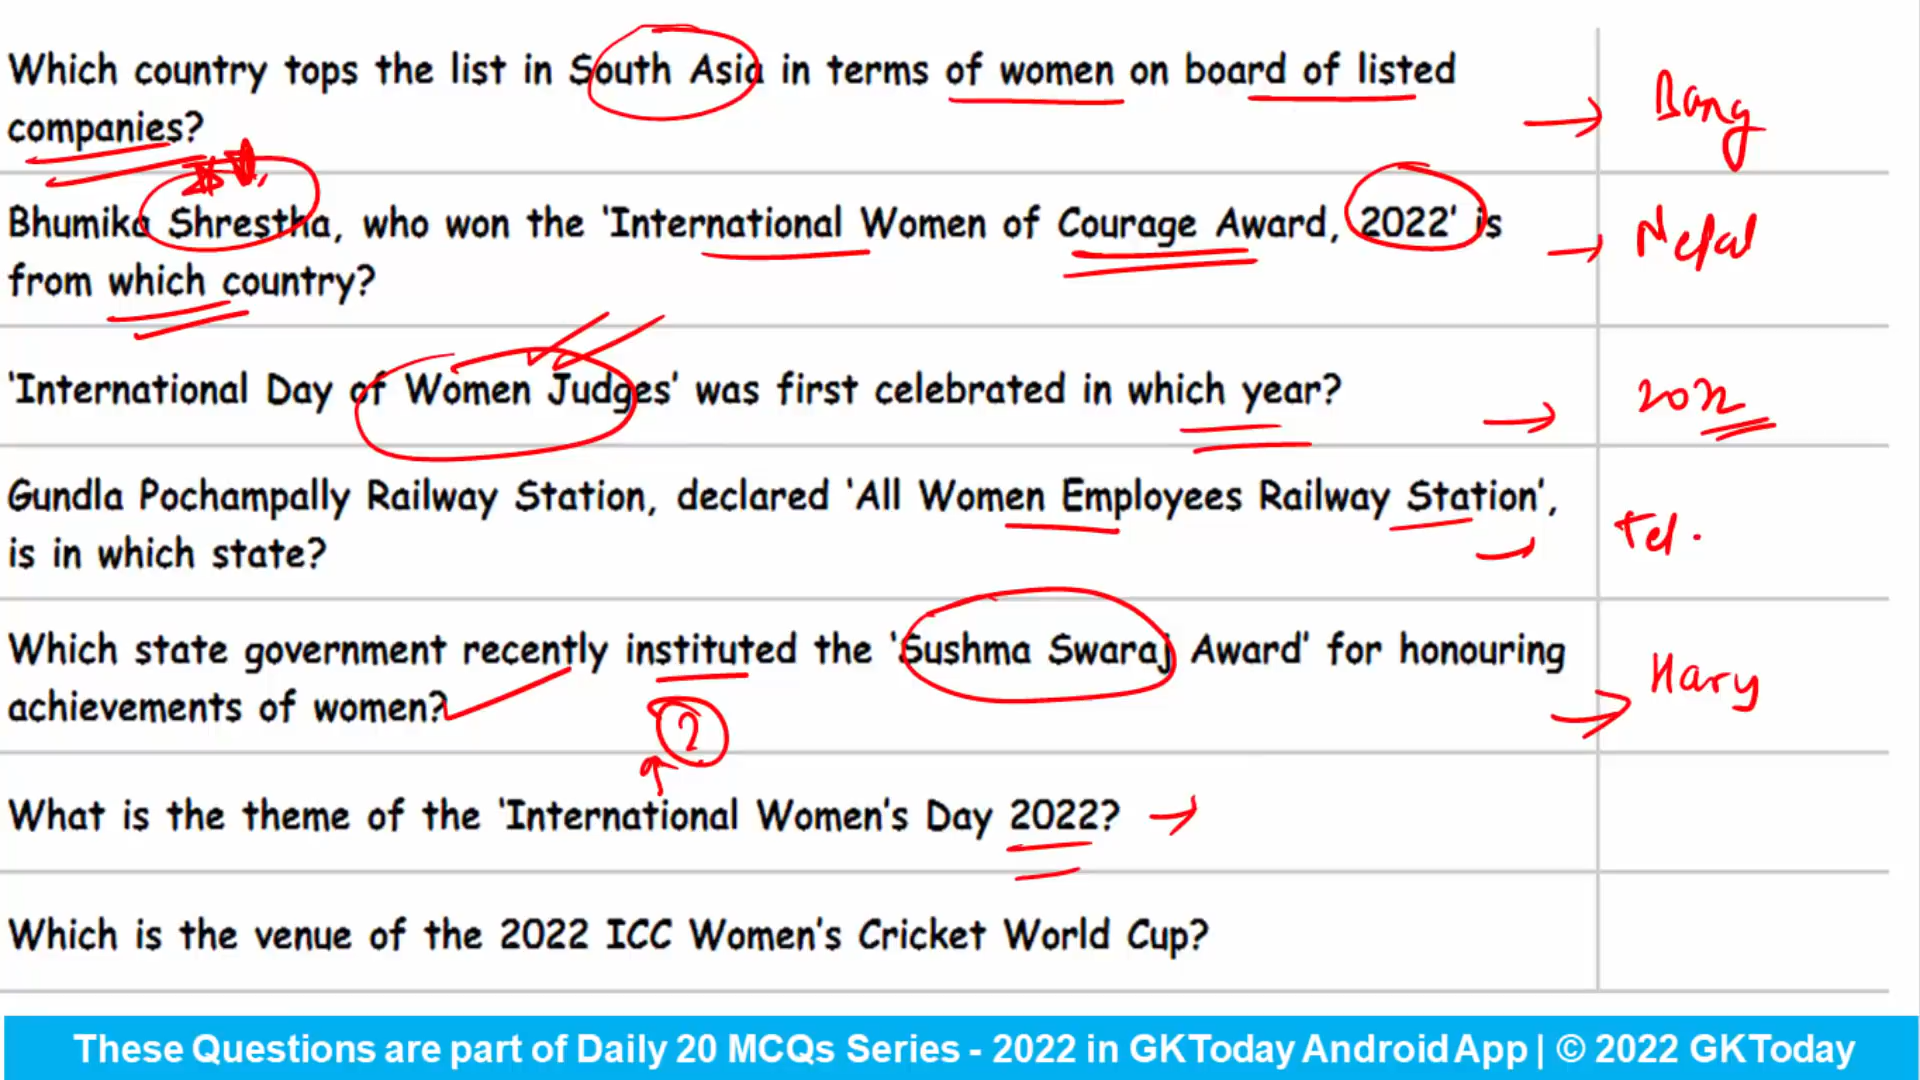 Which country tops the list in South Asia in terms of women on board of listed
companies?
Bang
Bhumika Shrestha, who won the 'International Women of Courage Award, 2022' is
from which country?
Nepal
'International Day of Women Judges' was first celebrated in which year?
2022
Gundla Pochampally Railway Station, declared 'All Women Employees Railway Station',
is in which state?
Tel.
Which state government recently instituted the 'Sushma Swaraj Award' for honouring
achievements of women?
Hary
2
What is the theme of the 'International Women's Day 2022?
Which is the venue of the 2022 ICC Women's Cricket World Cup?
These Questions are part of Daily 20 MCQs Series - 2022 in GKToday Android App | © 2022 GKToday